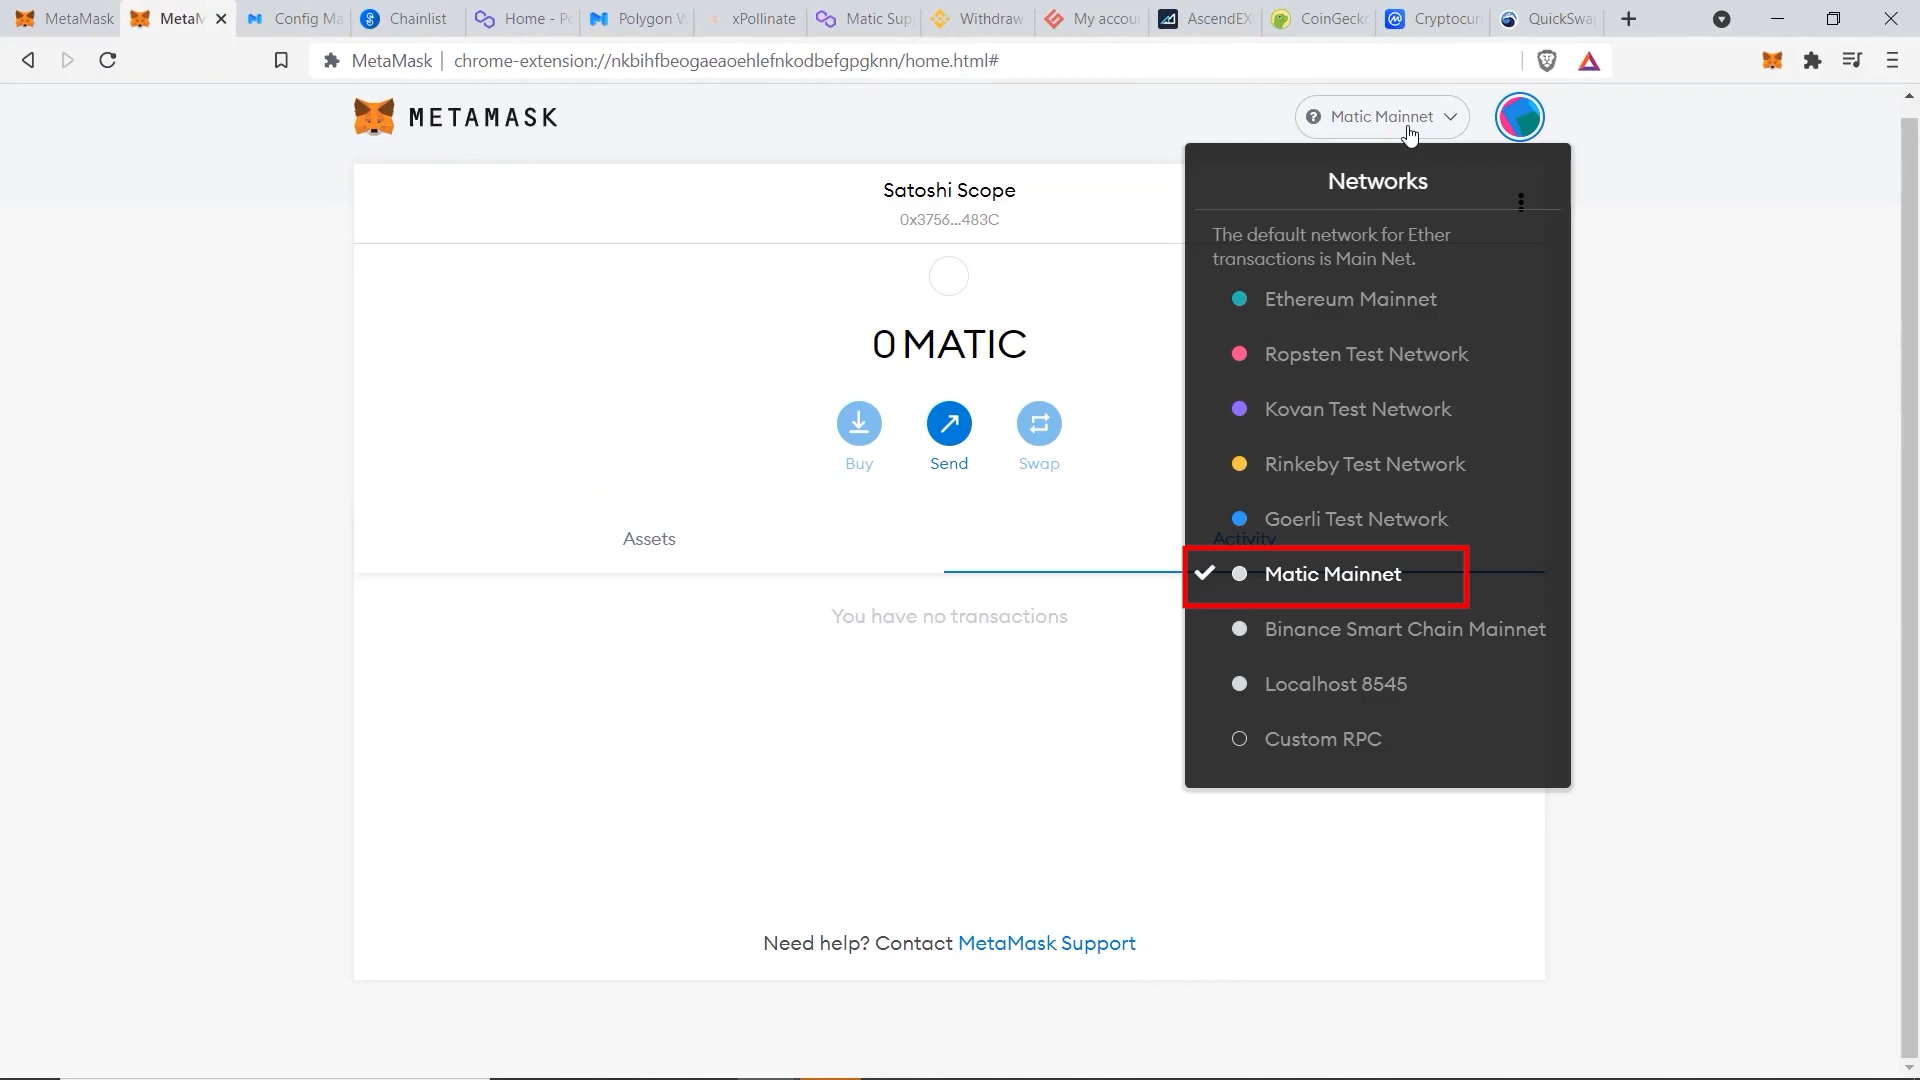 MetaMask
MetaM
Config Ma
Chainlist
Home - Po
Polygon W
xPollinate
Matic Sup
Withdraw
My accou
AscendEX
CoinGecko
Cryptocur
QuickSwa
MetaMask
chrome-extension://nkbihfbeogaeaoehlefnkodbefgpgknn/home.html#
METAMASK
Matic Mainnet
Satoshi Scope
0x3756...483C
0 MATIC
Buy
Send
Swap
Assets
Activity
You have no transactions
Need help? Contact MetaMask Support
Networks
The default network for Ether
transactions is Main Net.
Ethereum Mainnet
Ropsten Test Network
Kovan Test Network
Rinkeby Test Network
Goerli Test Network
Matic Mainnet
Binance Smart Chain Mainnet
Localhost 8545
Custom RPC